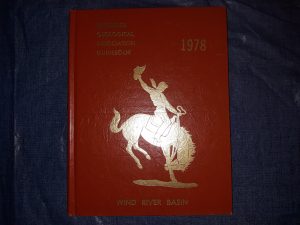 WYOMING
GEOLOGICAL
ASSOCIATION
GUIDEBOOK
1978
WIND RIVER BASIN